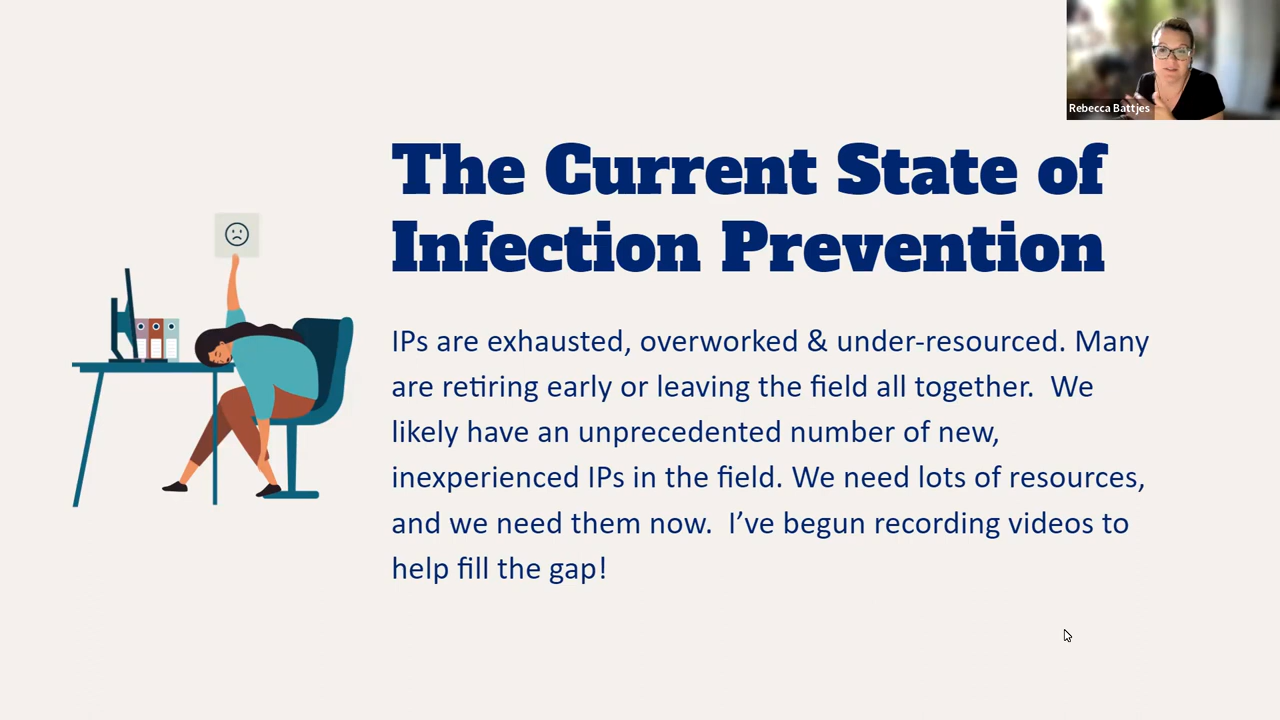 Rebecca Battjes
The Current State of
Infection Prevention
IPs are exhausted, overworked & under-resourced. Many
are retiring early or leaving the field all together.  We
likely have an unprecedented number of new,
inexperienced IPs in the field. We need lots of resources,
and we need them now.  I’ve begun recording videos to
help fill the gap!